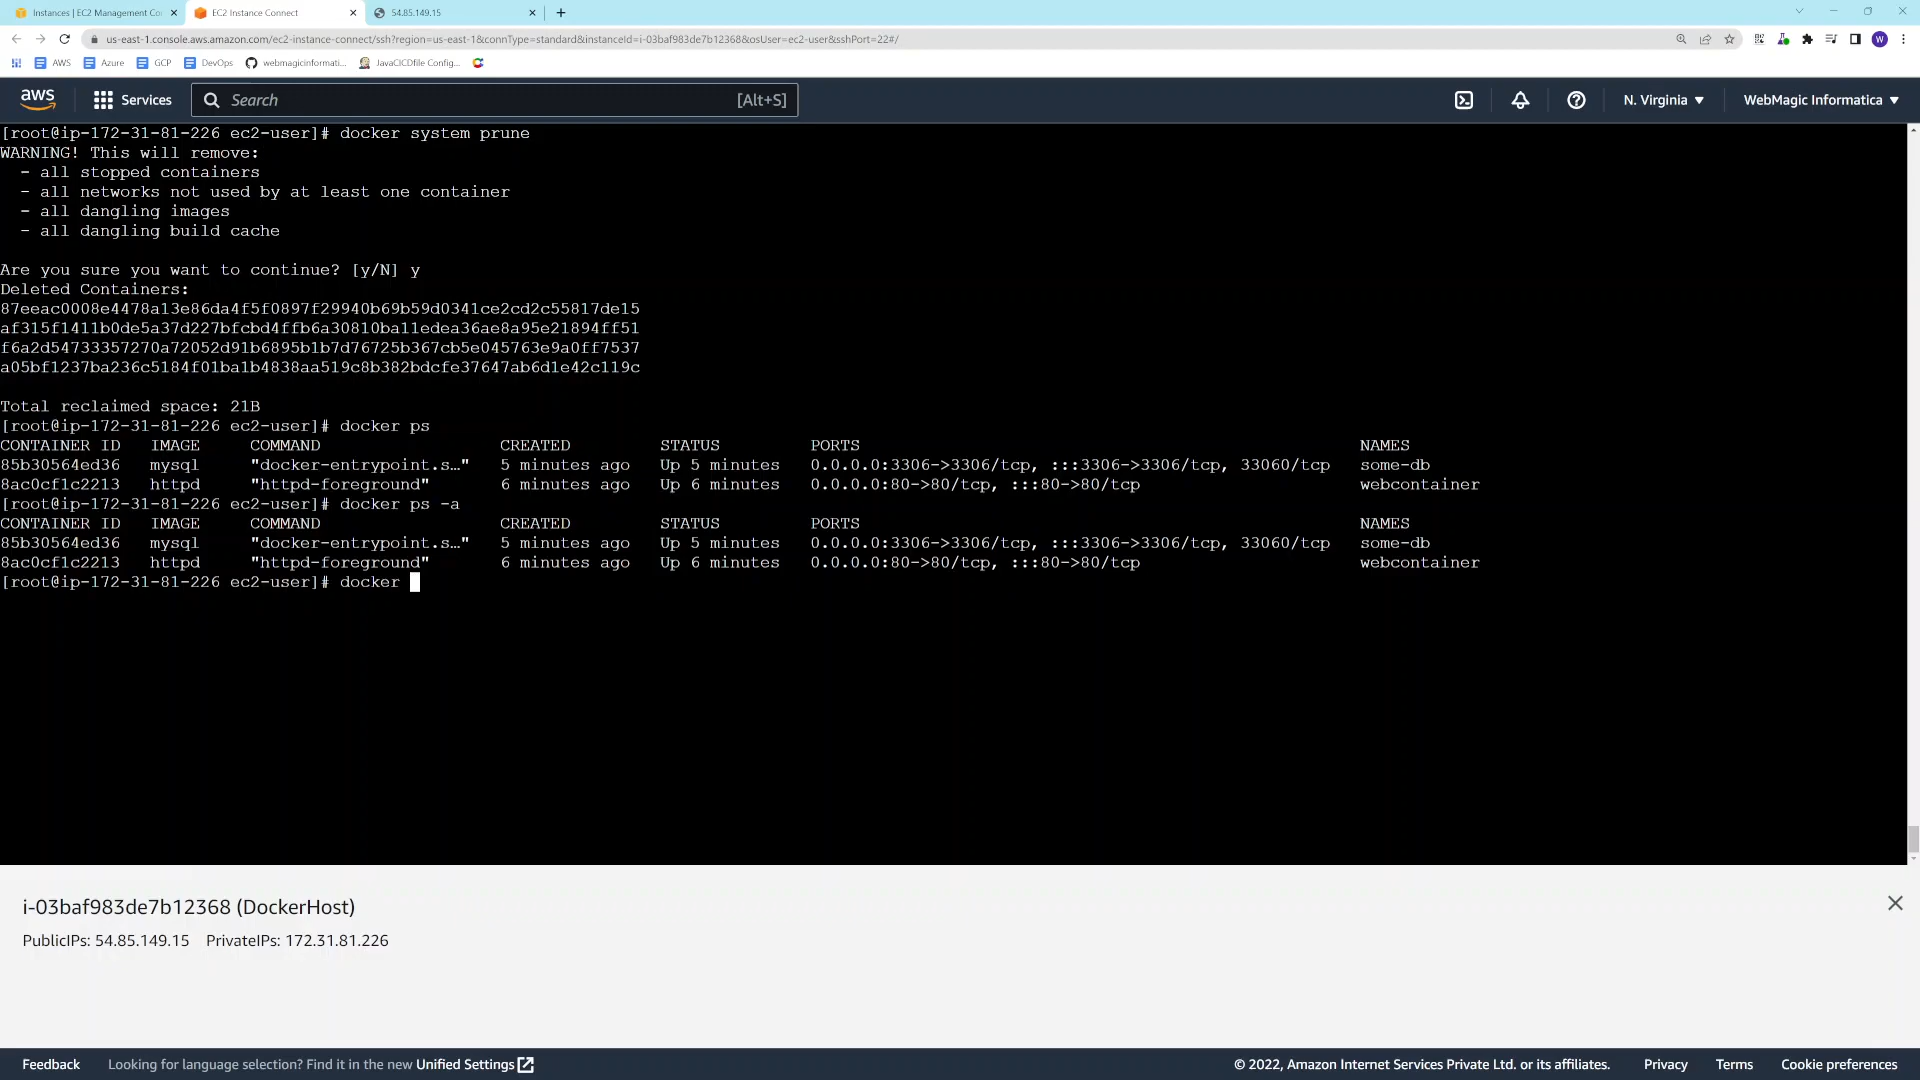 Instances | EC2 Management Co
EC2 Instance Connect
54.85.149.15
us-east-1.console.aws.amazon.com/ec2-instance-connect/ssh?region=us-east-1&connType=standard&instanceId=i-03baf983de7b12368&osUser=ec2-user&sshPort=22#/
W
AWS
Azure
GCP
DevOps
webmagicinformati...
JavaCICDfile Config...
aws
Services
Search
[Alt+S]
N. Virginia
WebMagic Informatica
[root@ip-172-31-81-226 ec2-user]# docker system prune
WARNING! This will remove:
- all stopped containers
- all networks not used by at least one container
- all dangling images
- all dangling build cache
Are you sure you want to continue? [y/N] y
Deleted Containers:
87eeac0008e4478a13e86da4f5f0897f29940b69b59d0341ce2cd2c55817de15
af315f1411b0de5a37d227bfcbd4ffb6a30810ba11edea36ae8a95e21894ff51
f6a2d54733357270a72052d91b6895b1b7d76725b367cb5e045763e9a0ff7537
a05bf1237ba236c5184f01ba1b4838aa519c8b382bdcfe37647ab6d1e42c119c
Total reclaimed space: 21B
[root@ip-172-31-81-226 ec2-user]# docker ps
CONTAINER ID IMAGE COMMAND CREATED STATUS PORTS NAMES
85b30564ed36 mysql "docker-entrypoint.s…" 5 minutes ago Up 5 minutes 0.0.0.0:3306->3306/tcp, :::3306->3306/tcp, 33060/tcp some-db
8ac0cf1c2213 httpd "httpd-foreground" 6 minutes ago Up 6 minutes 0.0.0.0:80->80/tcp, :::80->80/tcp webcontainer
[root@ip-172-31-81-226 ec2-user]# docker ps -a
CONTAINER ID IMAGE COMMAND CREATED STATUS PORTS NAMES
85b30564ed36 mysql "docker-entrypoint.s…" 5 minutes ago Up 5 minutes 0.0.0.0:3306->3306/tcp, :::3306->3306/tcp, 33060/tcp some-db
8ac0cf1c2213 httpd "httpd-foreground" 6 minutes ago Up 6 minutes 0.0.0.0:80->80/tcp, :::80->80/tcp webcontainer
[root@ip-172-31-81-226 ec2-user]# docker
i-03baf983de7b12368 (DockerHost)
PublicIPs: 54.85.149.15 PrivateIPs: 172.31.81.226
Feedback
Looking for language selection? Find it in the new Unified Settings
© 2022, Amazon Internet Services Private Ltd. or its affiliates.
Privacy
Terms
Cookie preferences